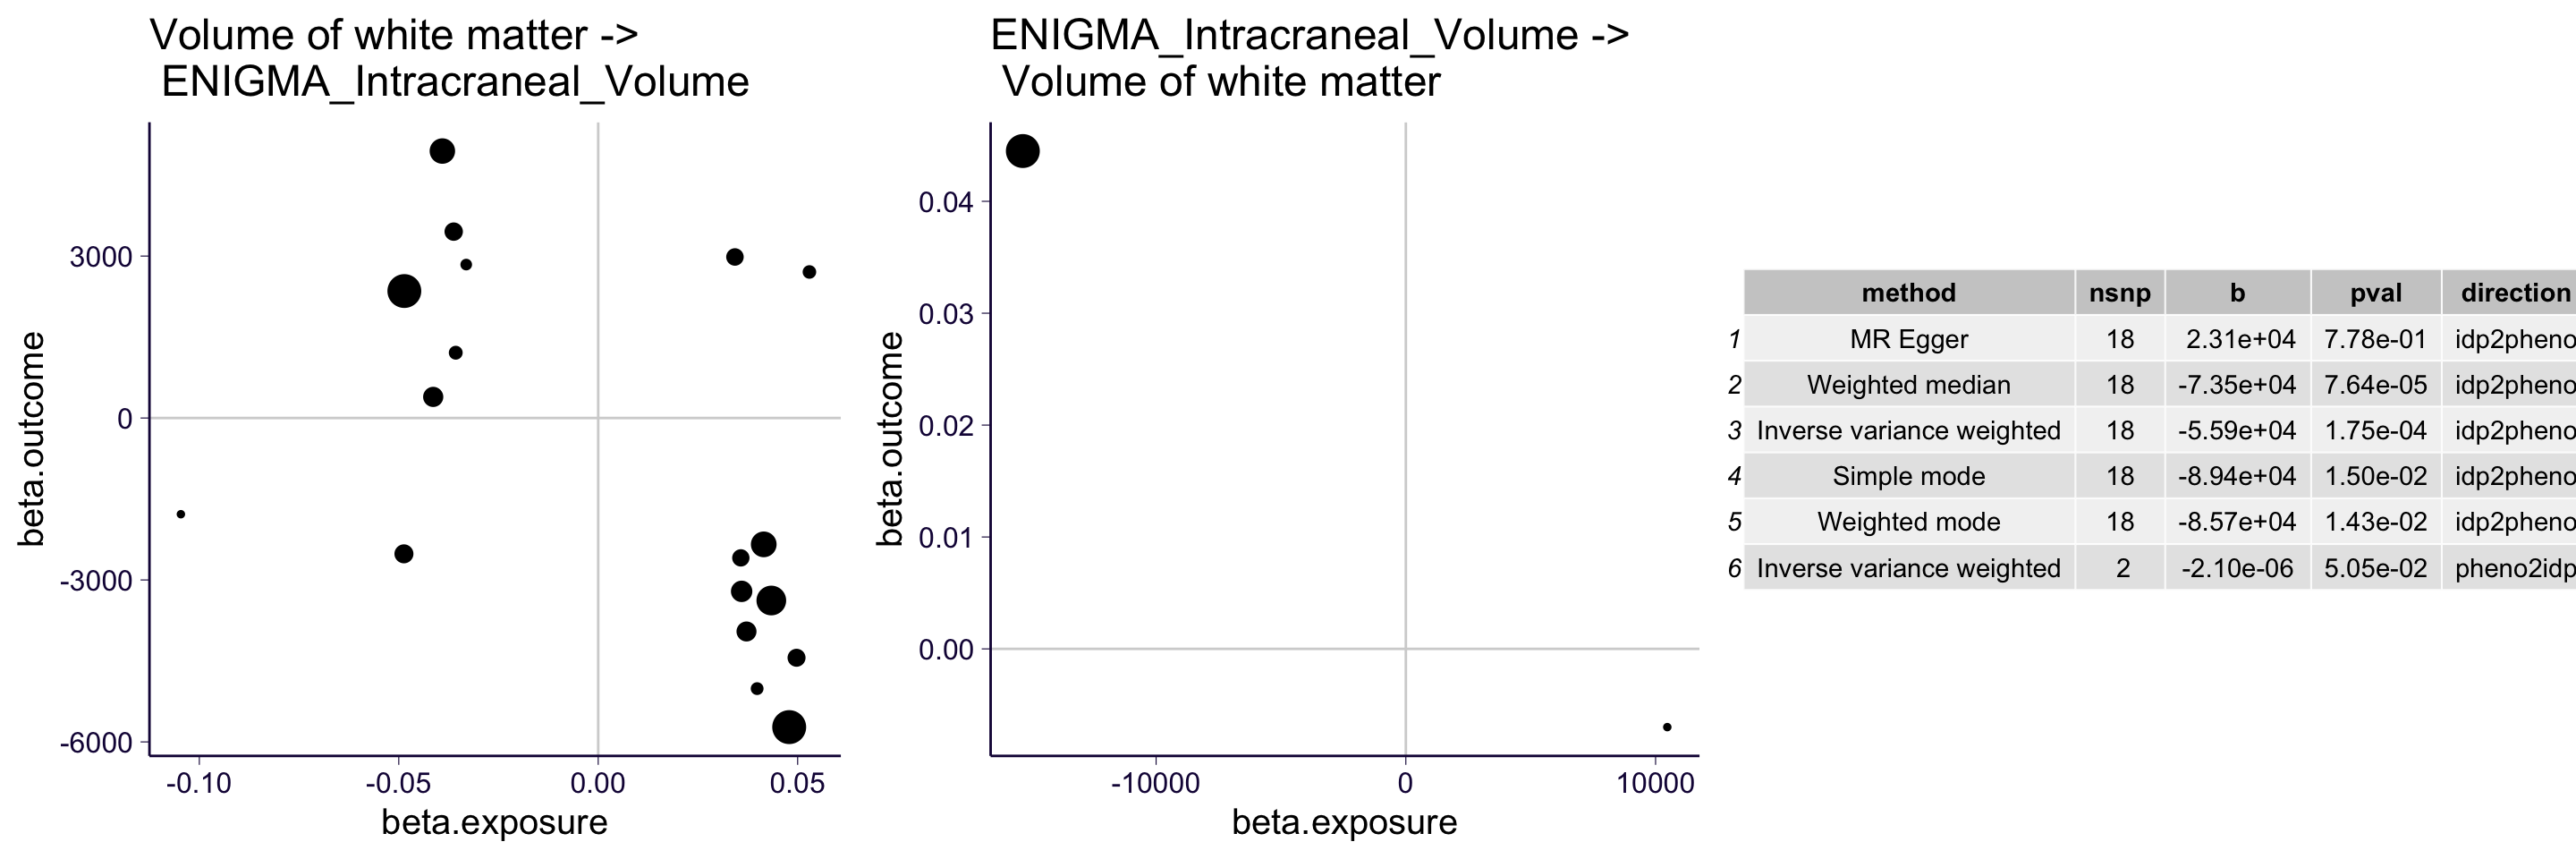 Volume of white matter ->
ENIGMA_Intracraneal_Volume
beta.outcome
3000
0
-3000
-6000
-0.10 -0.05 0.00 0.05
beta.exposure
ENIGMA_Intracraneal_Volume ->
Volume of white matter
beta.outcome
0.04
0.03
0.02
0.01
0.00
-10000 0 10000
beta.exposure
method nsnp b pval direction
1 MR Egger 18 2.31e+04 7.78e-01 idp2pheno
2 Weighted median 18 -7.35e+04 7.64e-05 idp2pheno
3 Inverse variance weighted 18 -5.59e+04 1.75e-04 idp2pheno
4 Simple mode 18 -8.94e+04 1.50e-02 idp2pheno
5 Weighted mode 18 -8.57e+04 1.43e-02 idp2pheno
6 Inverse variance weighted 2 -2.10e-06 5.05e-02 pheno2idp